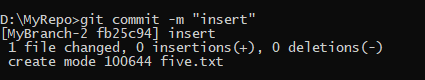 D:\MyRepo>git commit -m "insert"
[MyBranch-2 fb25c94] insert
 1 file changed, 0 insertions(+), 0 deletions(-)
 create mode 100644 five.txt